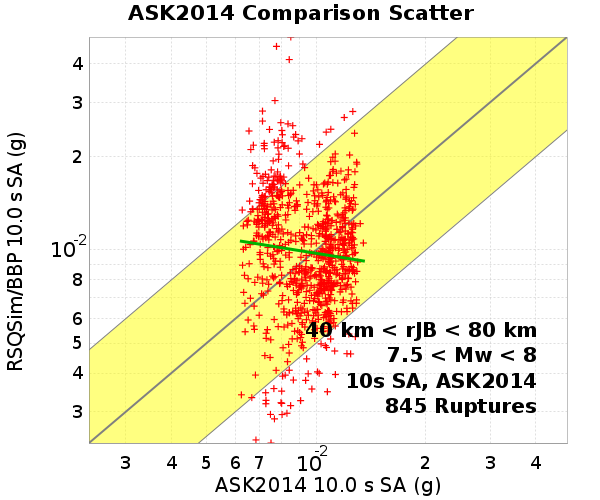 ASK2014 Comparison Scatter
RSQSim/BBP 10.0 s SA (g)
4
3
2
10-2
8
6
5
4
3
40 km < rJB < 80 km
7.5 < Mw < 8
10s SA, ASK2014
845 Ruptures
3 4 5 6 7 10-2 2 3 4
ASK2014 10.0 s SA (g)